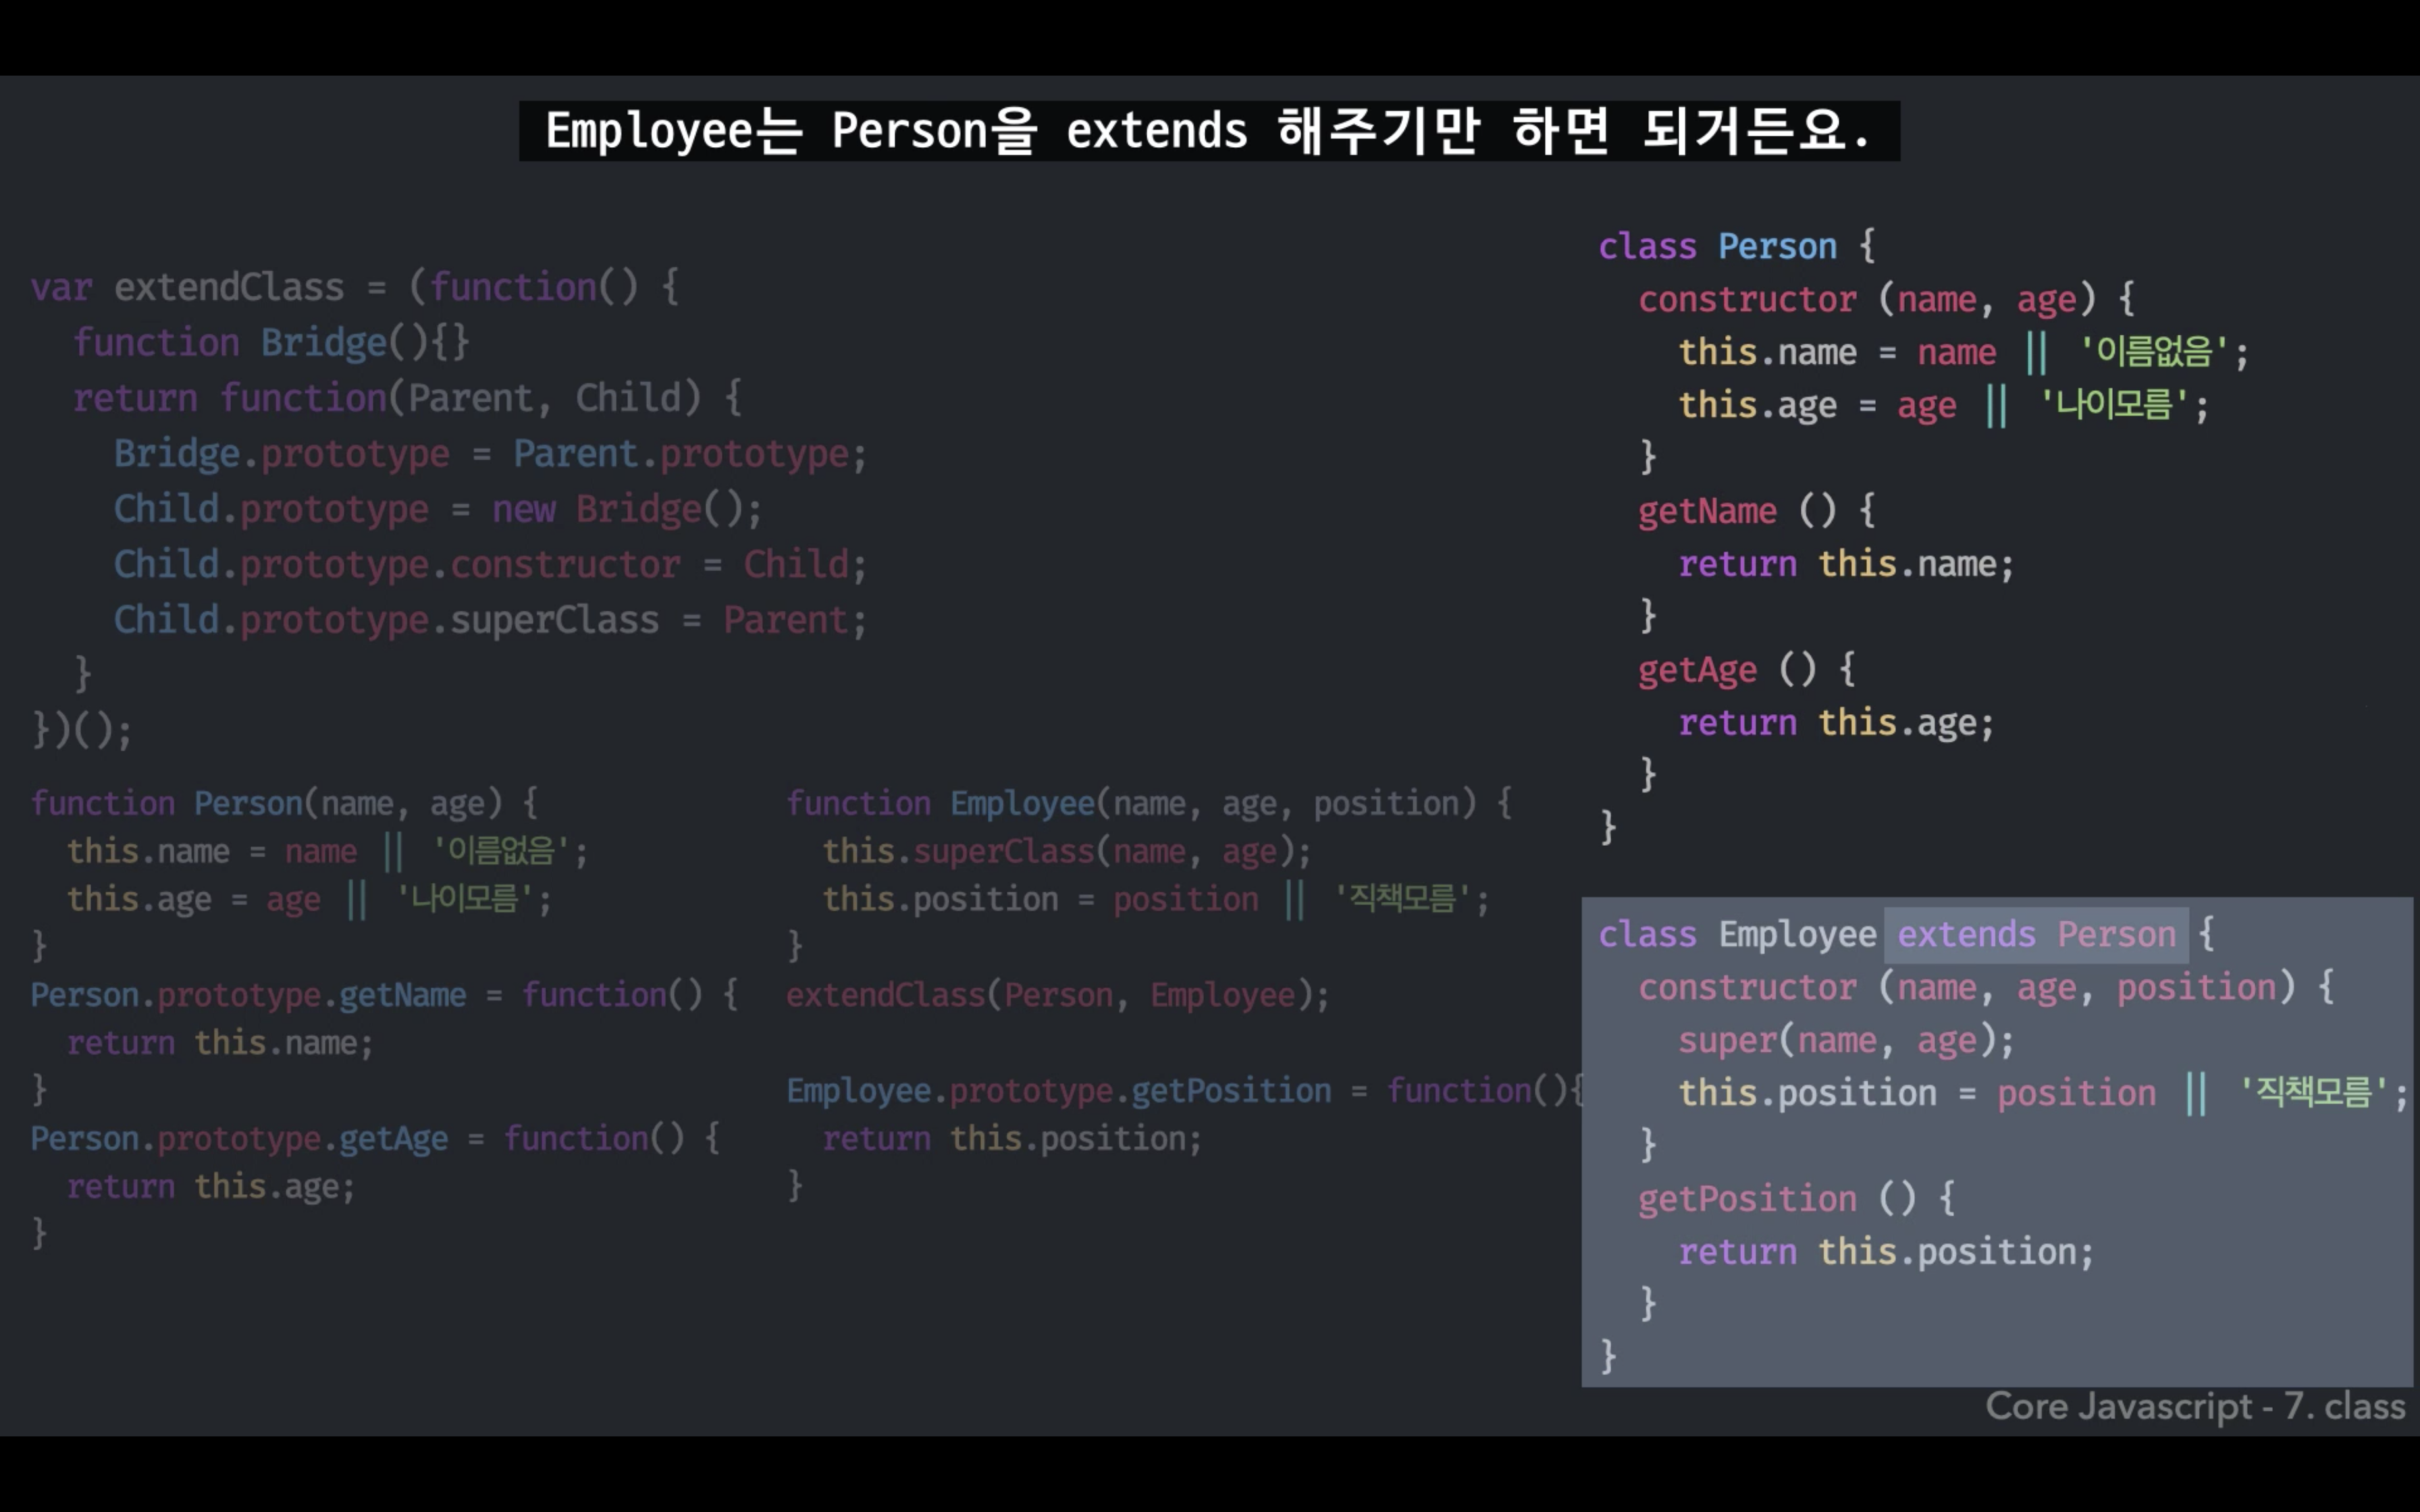 Employee는 Person을 extends 해주기만 하면 되거든요.
var extendClass = (function() {
function Bridge(){}
return function(Parent, Child) {
Bridge.prototype = Parent.prototype;
Child.prototype = new Bridge();
Child.prototype.constructor = Child;
Child.prototype.superClass = Parent;
}
})();
function Person(name, age) {
this.name = name || '이름없음';
this.age = age || '나이모름';
}
Person.prototype.getName = function() {
return this.name;
}
Person.prototype.getAge = function() {
return this.age;
}
function Employee(name, age, position) {
this.superClass(name, age);
this.position = position || '직책모름';
}
extendClass(Person, Employee);
Employee.prototype.getPosition = function(){
return this.position;
}
class Person {
constructor (name, age) {
this.name = name || '이름없음';
this.age = age || '나이모름';
}
getName () {
return this.name;
}
getAge () {
return this.age;
}
}
class Employee extends Person {
constructor (name, age, position) {
super(name, age);
this.position = position || '직책모름';
}
getPosition () {
return this.position;
}
}
Core Javascript - 7. class